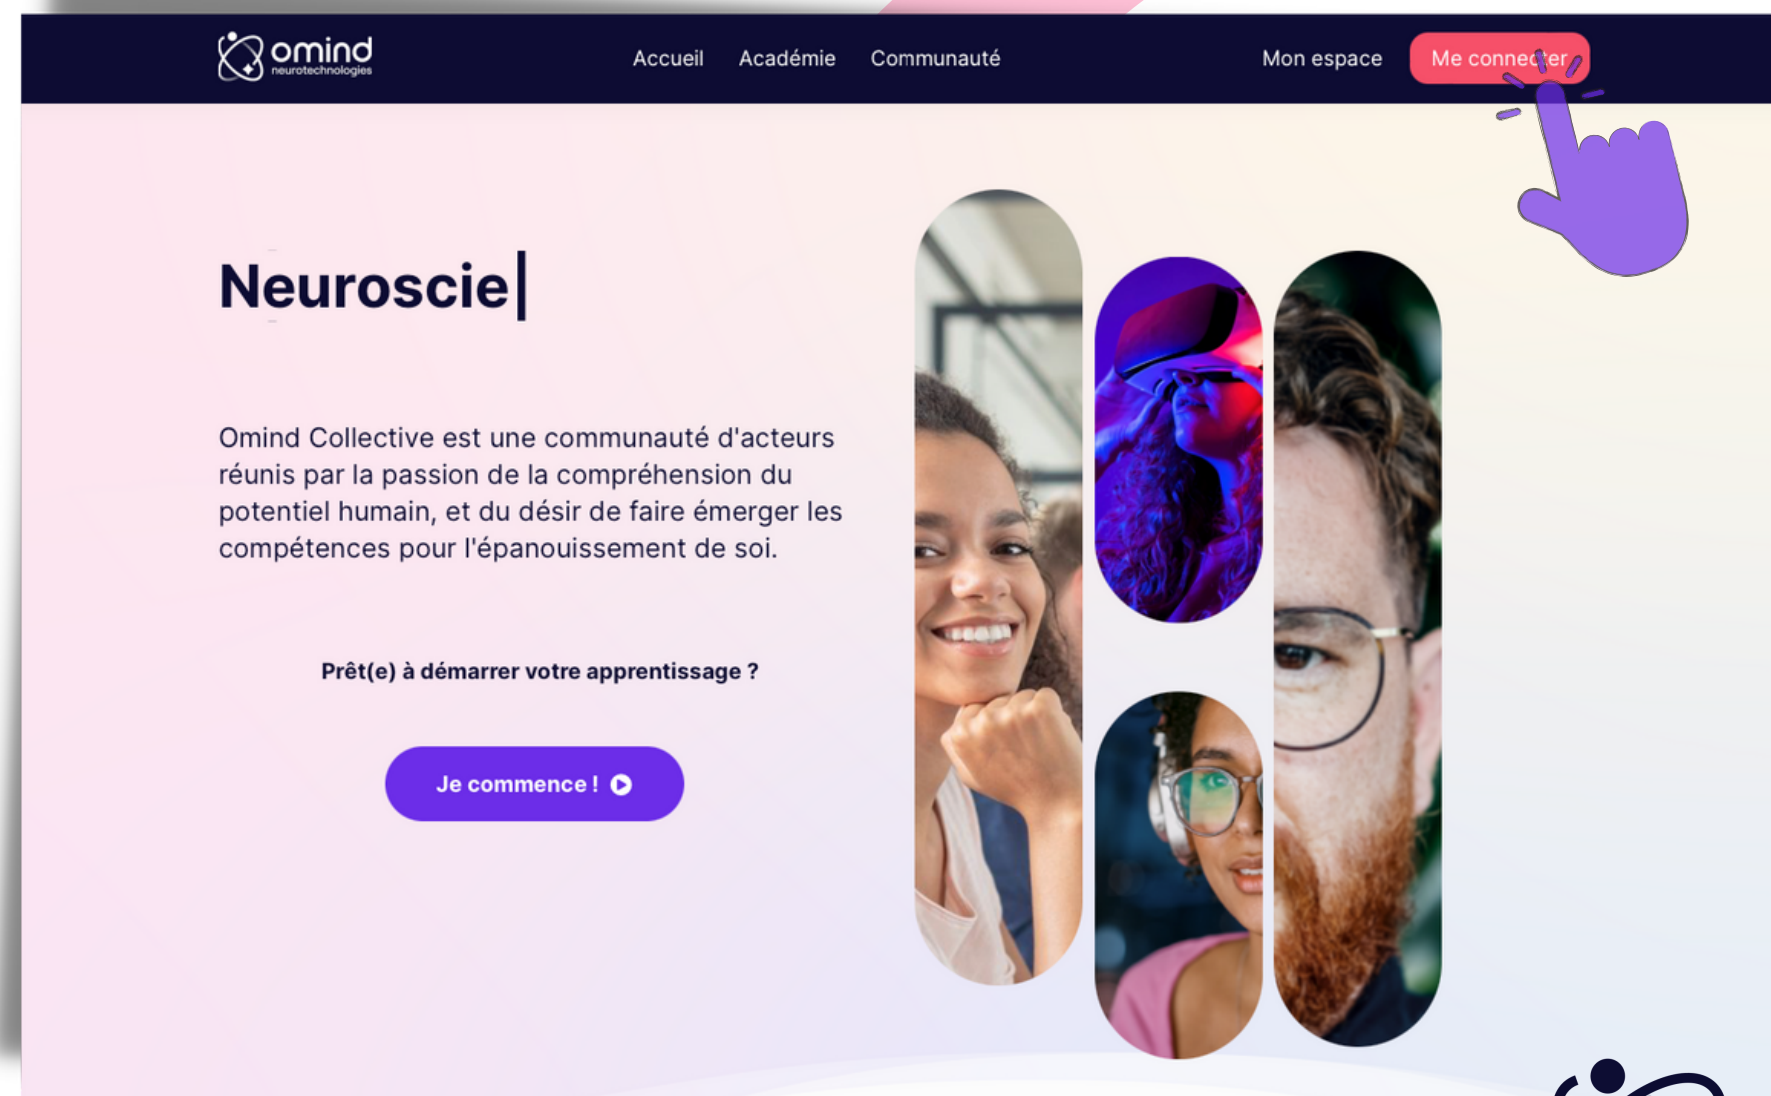 omind
neurotechnologies
Accueil
Académie
Communauté
Mon espace
Me connecter
Neuroscie
Omind Collective est une communauté d'acteurs
réunis par la passion de la compréhension du
potentiel humain, et du désir de faire émerger les
compétences pour l'épanouissement de soi.
Prêt(e) à démarrer votre apprentissage ?
Je commence !